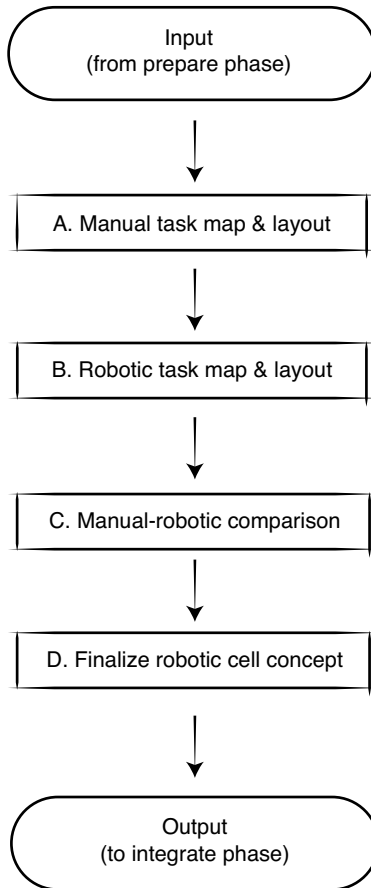 Input
(from prepare phase)
A. Manual task map & layout
B. Robotic task map & layout
C. Manual-robotic comparison
D. Finalize robotic cell concept
Output
(to integrate phase)